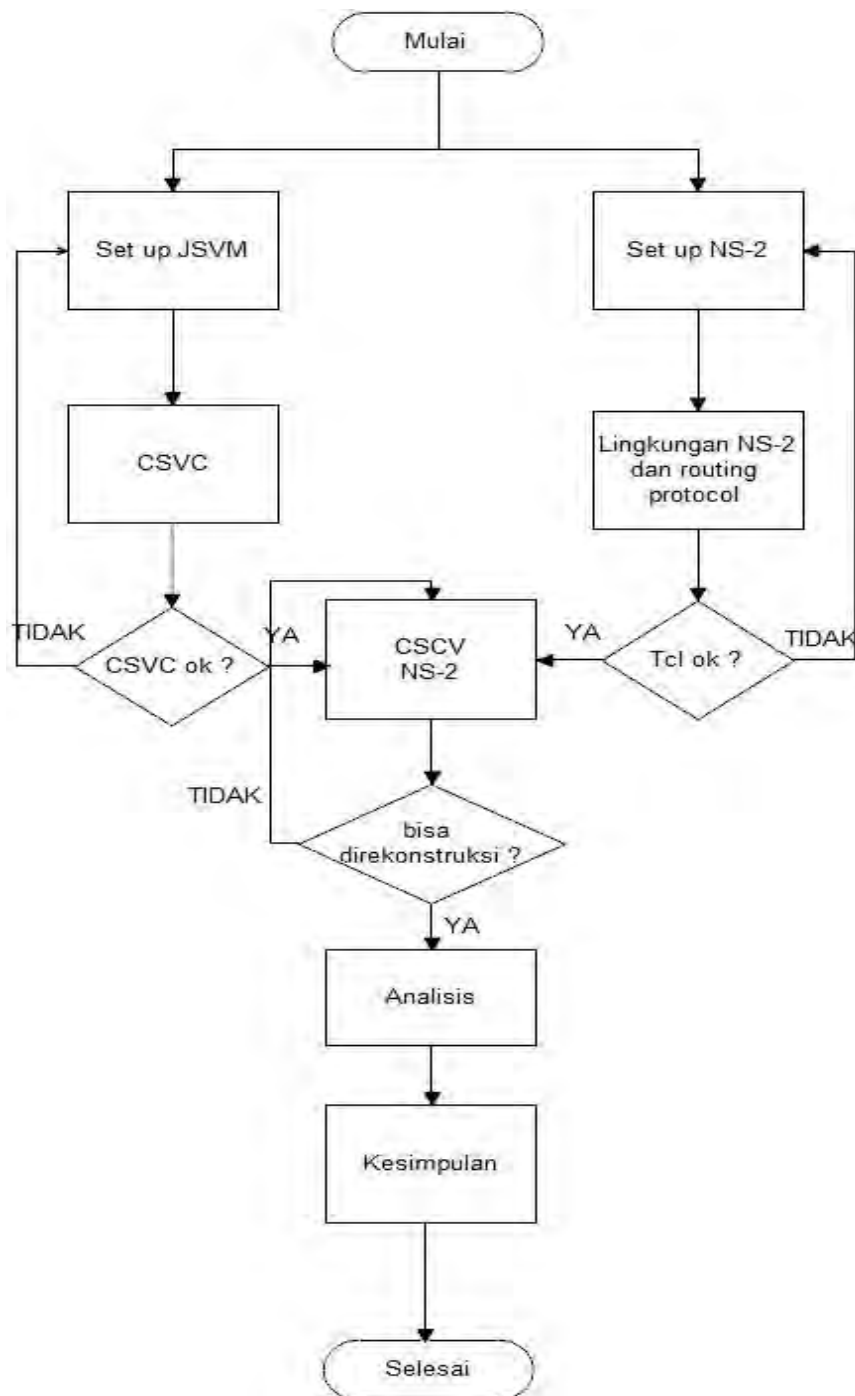 Mulai
Set up JSVM
Set up NS-2
CSVC
Lingkungan NS-2
dan routing
protocol
TIDAK
CSVC ok ?
YA
CSCV
NS-2
YA
Tcl ok ?
TIDAK
TIDAK
bisa
direkonstruksi ?
YA
Analisis
Kesimpulan
Selesai